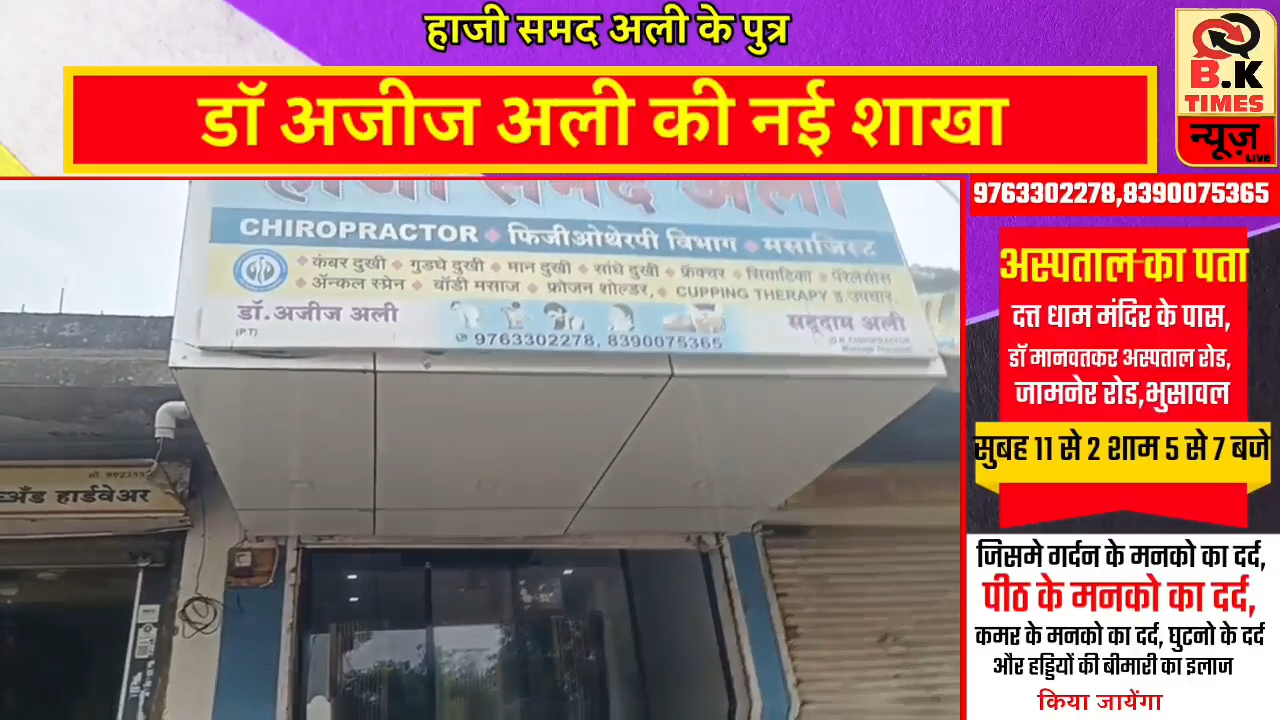 हाजी समद अली के पुत्र
डॉ अजीज अली की नई शाखा
B.K
TIMES
न्यूज़
LIVE
9763302278,8390075365
अस्पताल का पता
दत्त धाम मंदिर के पास,
डॉ मानवतकर अस्पताल रोड,
जामनेर रोड,भुसावल
सुबह 11 से 2 शाम 5 से 7 बजे
जिसमे गर्दन के मनको का दर्द,
पीठ के मनको का दर्द,
कमर के मनको का दर्द, घुटनो के दर्द
और हड्डियों की बीमारी का इलाज
किया जायेंगा
हाजी समद अली
CHIROPRACTOR फिजीओथेरपी विभाग मसाजिस्ट
कंबर दुखी गुडघे दुखी मान दुखी सांधे दुखी फ्रॅक्चर सियाटिका पॅरेलेसीस
ॲन्कल स्प्रेन बॉडी मसाज फ्रोजन शोल्डर, CUPPING THERAPY इ. उपचार.
डॉ. अजीज अली
(P.T)
सद्दाम अली
9763302278, 8390075365
अँड हार्डवेअर